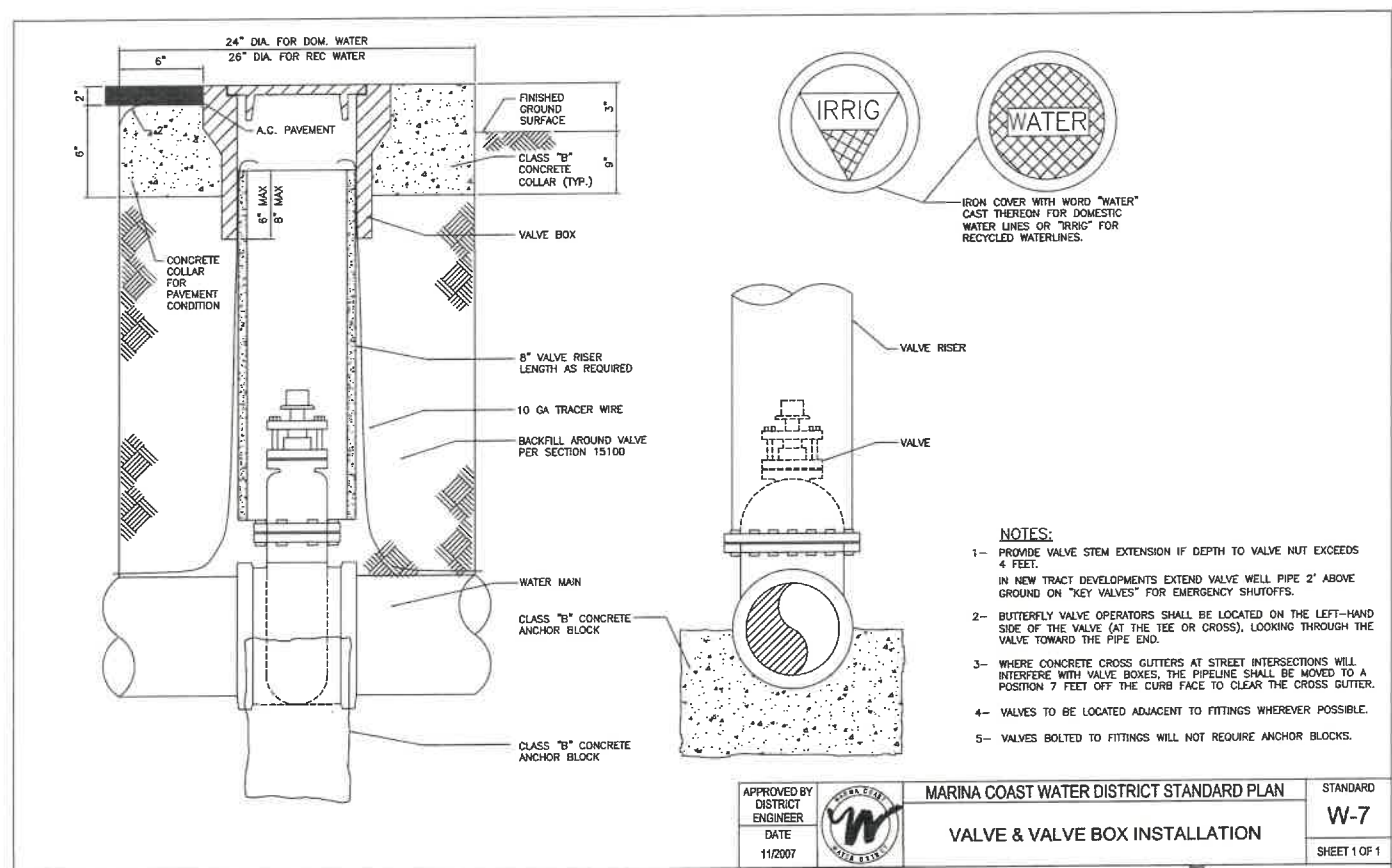 24" DIA. FOR DOM. WATER
26" DIA. FOR REC WATER
6"
2"
6"
2"
A.C. PAVEMENT
FINISHED
GROUND
SURFACE
3"
9"
CLASS "B"
CONCRETE
COLLAR (TYP.)
6" MAX
8" MAX
VALVE BOX
CONCRETE
COLLAR
FOR
PAVEMENT
CONDITION
8" VALVE RISER
LENGTH AS REQUIRED
10 GA TRACER WIRE
BACKFILL AROUND VALVE
PER SECTION 15100
WATER MAIN
CLASS "B" CONCRETE
ANCHOR BLOCK
CLASS "B" CONCRETE
ANCHOR BLOCK
IRRIG
WATER
IRON COVER WITH WORD "WATER"
CAST THEREON FOR DOMESTIC
WATER LINES OR "IRRIG" FOR
RECYCLED WATERLINES.
VALVE RISER
VALVE
NOTES:
1- PROVIDE VALVE STEM EXTENSION IF DEPTH TO VALVE NUT EXCEEDS
4 FEET.
IN NEW TRACT DEVELOPMENTS EXTEND VALVE WELL PIPE 2' ABOVE
GROUND ON "KEY VALVES" FOR EMERGENCY SHUTOFFS.
2- BUTTERFLY VALVE OPERATORS SHALL BE LOCATED ON THE LEFT-HAND
SIDE OF THE VALVE (AT THE TEE OR CROSS), LOOKING THROUGH THE
VALVE TOWARD THE PIPE END.
3- WHERE CONCRETE CROSS GUTTERS AT STREET INTERSECTIONS WILL
INTERFERE WITH VALVE BOXES, THE PIPELINE SHALL BE MOVED TO A
POSITION 7 FEET OFF THE CURB FACE TO CLEAR THE CROSS GUTTER.
4- VALVES TO BE LOCATED ADJACENT TO FITTINGS WHEREVER POSSIBLE.
5- VALVES BOLTED TO FITTINGS WILL NOT REQUIRE ANCHOR BLOCKS.
APPROVED BY
DISTRICT
ENGINEER
DATE
11/2007
MARINA COAST
WATER DISTRICT
MARINA COAST WATER DISTRICT STANDARD PLAN
VALVE & VALVE BOX INSTALLATION
STANDARD
W-7
SHEET 1 OF 1